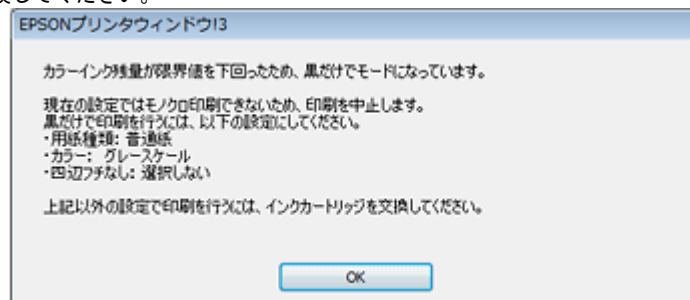 してください。
EPSONプリンタウィンドウ!3
カラーインク残量が限界値を下回ったため、黒だけでモードになっています。
現在の設定ではモノクロ印刷できないため、印刷を中止します。
黒だけで印刷を行うには、以下の設定にしてください。
・用紙種類: 普通紙
・カラー: グレースケール
・四辺フチなし: 選択しない
上記以外の設定で印刷を行うには、インクカートリッジを交換してください。
OK